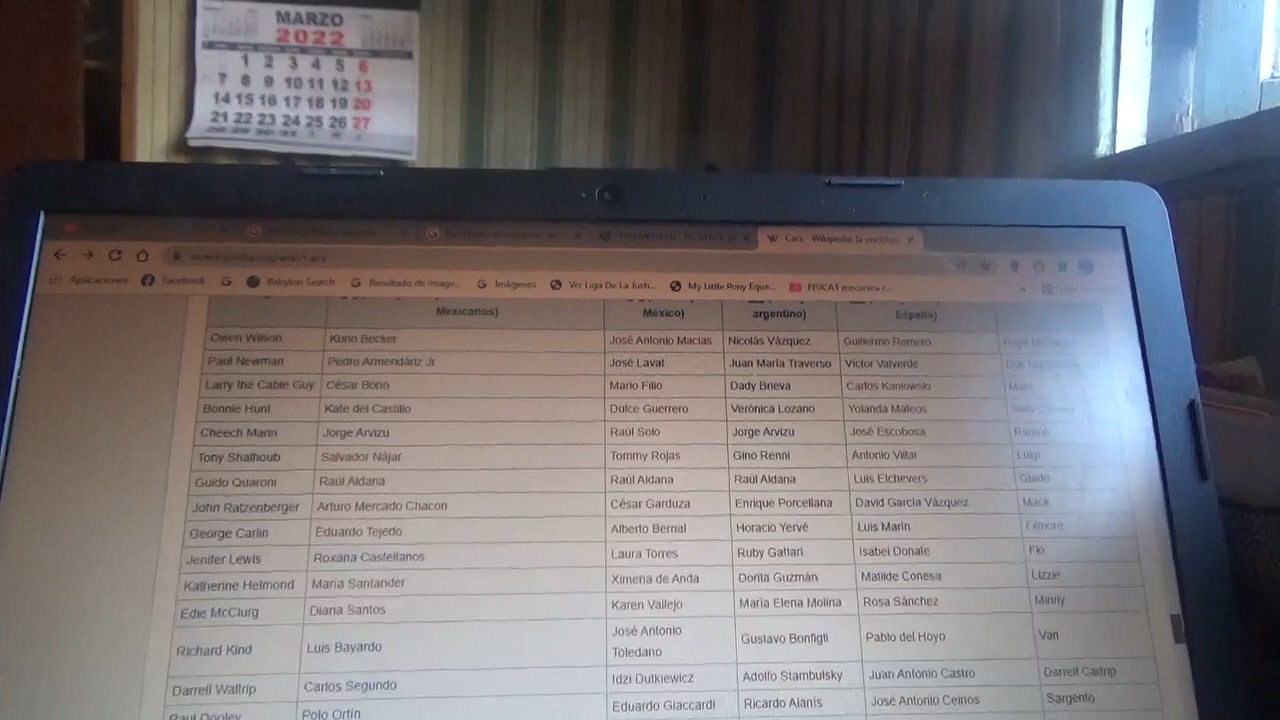 MARZO
2022
1 2 3 4 5 6
7 8 9 10 11 12 13
14 15 16 17 18 19 20
21 22 23 24 25 26 27
Cars - Wikipedia, la
Aplicaciones Facebook Babylon Search Resultado de image... Imágenes Ver Liga De La Justi... My Little Pony Eque... FISICA1 mecanica c...
Mexicanos) México) argentino) España)
Owen Wilson Kuno Becker José Antonio Macías Nicolás Vázquez Guillermo Romero
Paul Newman Pedro Armendáriz Jr José Lavat Juan María Traverso Víctor Valverde
Larry the Cable Guy César Bono Mario Filio Dady Brieva Carlos Kaniowsko
Bonnie Hunt Kate del Castillo Dulce Guerrero Verónica Lozano Yolanda Mateos
Cheech Marin Jorge Arvizu Raúl Solo Jorge Arvizu José Escobosa Ramón
Tony Shalhoub Salvador Nájar Tommy Rojas Gino Renni Antonio Villar Luigi
Guido Quaroni Raúl Aldana Raúl Aldana Raúl Aldana Luis Etchevers Guido
John Ratzenberger Arturo Mercado Chacon César Garduza Enrique Porcellana David García Vázquez Mack
George Carlin Eduardo Tejedo Alberto Bernal Horacio Yervé Luis Marín Fillmore
Jenifer Lewis Roxana Castellanos Laura Torres Ruby Gattari Isabel Donate Flo
Katherine Helmond María Santander Ximena de Anda Dorita Guzmán Matilde Conesa Lizzie
Edie McClurg Diana Santos Karen Vallejo María Elena Molina Rosa Sánchez Minny
Richard Kind Luis Bayardo José Antonio Toledano Gustavo Bonfigli Pablo del Hoyo Van
Darrell Waltrip Carlos Segundo Idzi Dutkiewicz Adolfo Stambulsky Juan Antonio Castro Darrell Cartrip
Paul Dooley Polo Ortín Eduardo Giaccardi Ricardo Alanis José Antonio Ceinos Sargento